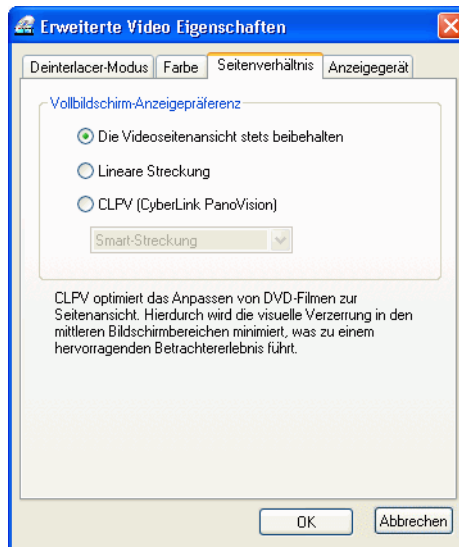 Erweiterte Video Eigenschaften
Deinterlacer-Modus Farbe Seitenverhältnis Anzeigegerät
Vollbildschirm-Anzeigepräferenz
Die Videoseitenansicht stets beibehalten
Lineare Streckung
CLPV (CyberLink PanoVision)
Smart-Streckung
CLPV optimiert das Anpassen von DVD-Filmen zur
Seitenansicht. Hierdurch wird die visuelle Verzerrung in den
mittleren Bildschirmbereichen minimiert, was zu einem
hervorragenden Betrachtererlebnis führt.
OK Abbrechen